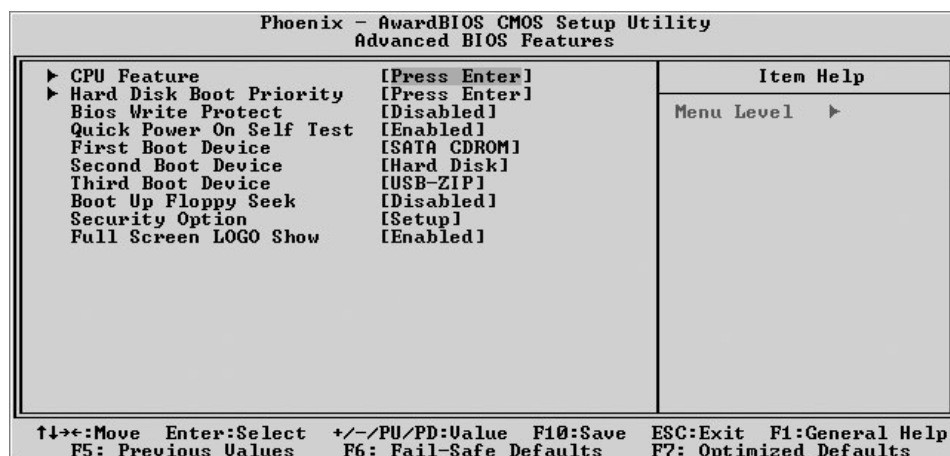 Phoenix - AwardBIOS CMOS Setup Utility
Advanced BIOS Features
▶ CPU Feature [Press Enter]
▶ Hard Disk Boot Priority [Press Enter]
Bios Write Protect [Disabled]
Quick Power On Self Test [Enabled]
First Boot Device [SATA CDROM]
Second Boot Device [Hard Disk]
Third Boot Device [USB-ZIP]
Boot Up Floppy Seek [Disabled]
Security Option [Setup]
Full Screen LOGO Show [Enabled]
Item Help
Menu Level ▶
↑↓→←:Move Enter:Select +/-/PU/PD:Value F10:Save ESC:Exit F1:General Help
F5: Previous Values F6: Fail-Safe Defaults F7: Optimized Defaults